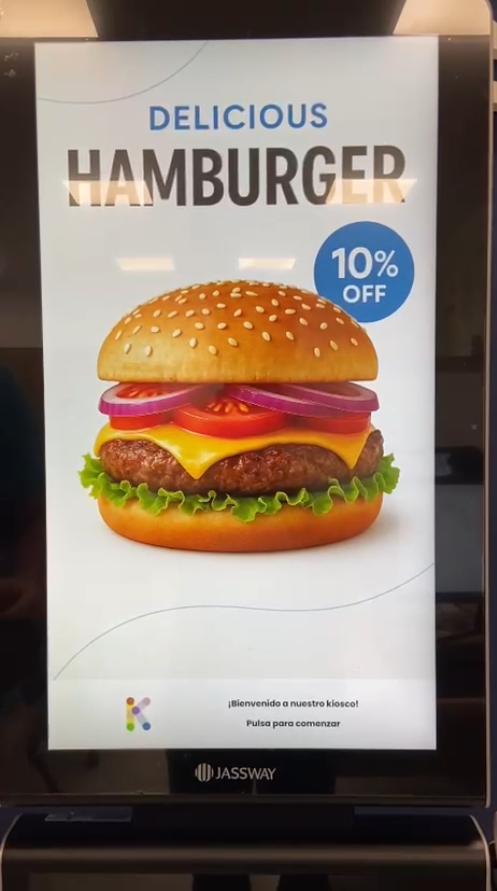 DELICIOUS
HAMBURGER
10%
OFF
K
¡Bienvenido a nuestro kiosco!
Pulsa para comenzar
JASSWAY